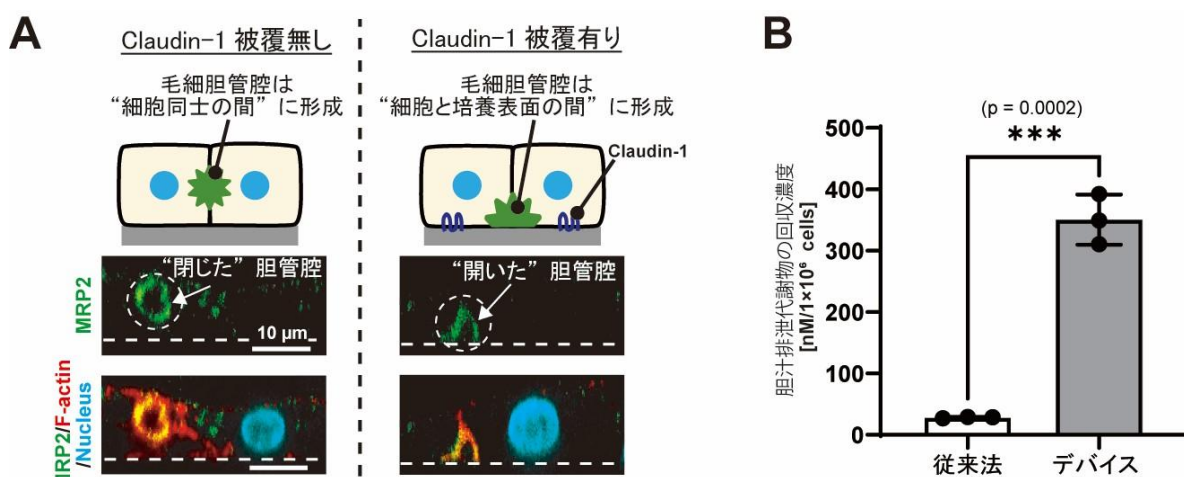 A
Claudin-1 被覆無し
毛細胆管腔は
“細胞同士の間” に形成
Claudin-1 被覆有り
毛細胆管腔は
“細胞と培養表面の間” に形成
Claudin-1
MRP2
“閉じた” 胆管腔
10 μm
“開いた” 胆管腔
IRP2/F-actin
/Nucleus
B
胆汁排泄代謝物の回収濃度
[nM/1×10⁶ cells]
(p = 0.0002)
***
500
400
300
200
100
0
従来法
デバイス